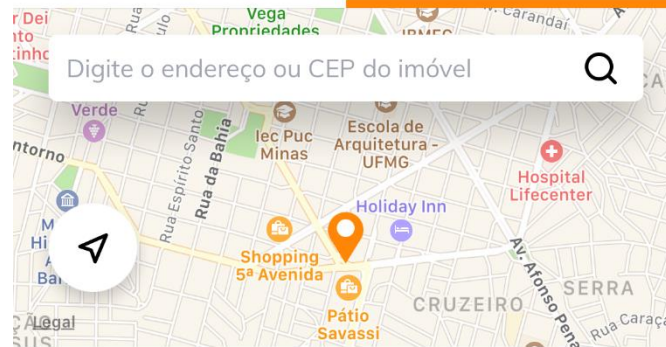 Vega
Propriedades
Carandaí
IBMEC
Digite o endereço ou CEP do imóvel
Verde
Rua da Bahia
Rua Espírito Santo
Iec Puc
Minas
Escola de
Arquitetura -
UFMG
Hospital
Lifecenter
Holiday Inn
Shopping
5ª Avenida
Av. Afonso Pena
SERRA
CRUZEIRO
Pátio
Savassi
Legal
Rua Caraça